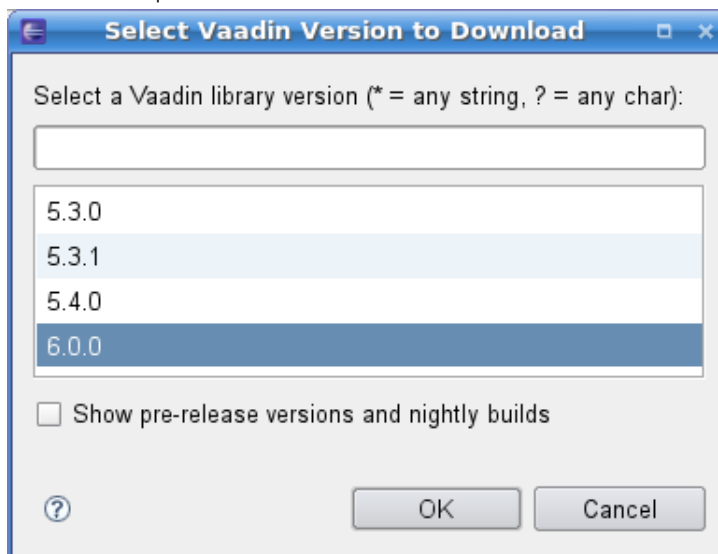 Select Vaadin Version to Download
Select a Vaadin library version (* = any string, ? = any char):
5.3.0
5.3.1
5.4.0
6.0.0
Show pre-release versions and nightly builds
OK Cancel